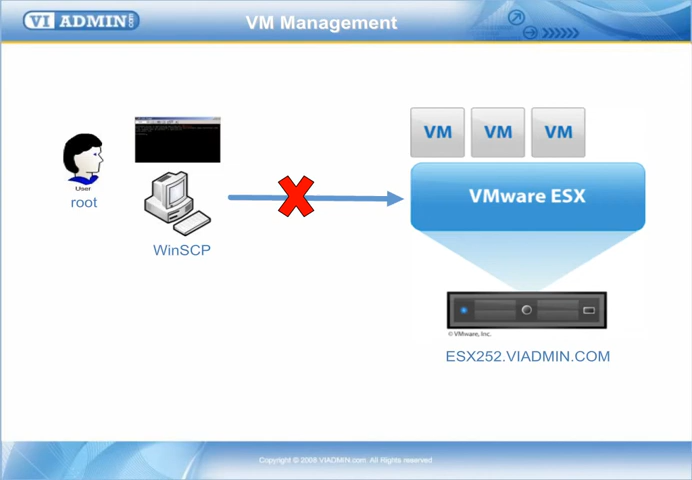 VI ADMIN.com
VM Management
VM VM VM
VMware ESX
User
root
WinSCP
© VMware, Inc.
ESX252.VIADMIN.COM
Copyright © 2008 VIADMIN.com. All Rights reserved